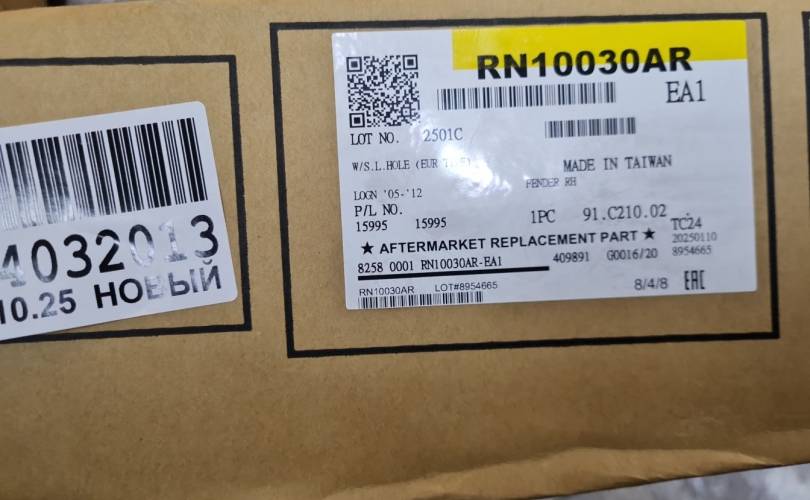 4032013
10.25 НОВЫЙ
RN10030AR
EA1
LOT NO. 2501C
W/S.L.HOLE (EUR
MADE IN TAIWAN
FENDER RH
LOGN '05-'12
P/L NO.
15995 15995 1PC 91.C210.02
TC24
★ AFTERMARKET REPLACEMENT PART ★ 20250110
8258 0001 RN10030AR-EA1 409891 G0016/20 8954665
RN10030AR LOT#8954665 8/4/8 EAC